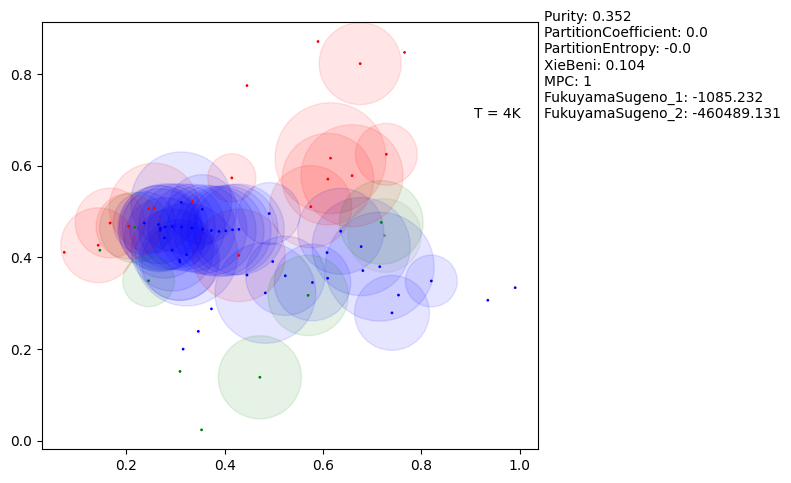 Purity: 0.352
PartitionCoefficient: 0.0
PartitionEntropy: -0.0
XieBeni: 0.104
MPC: 1
FukuyamaSugeno_1: -1085.232
FukuyamaSugeno_2: -460489.131
T = 4K
0.8
0.6
0.4
0.2
0.0
0.2 0.4 0.6 0.8 1.0